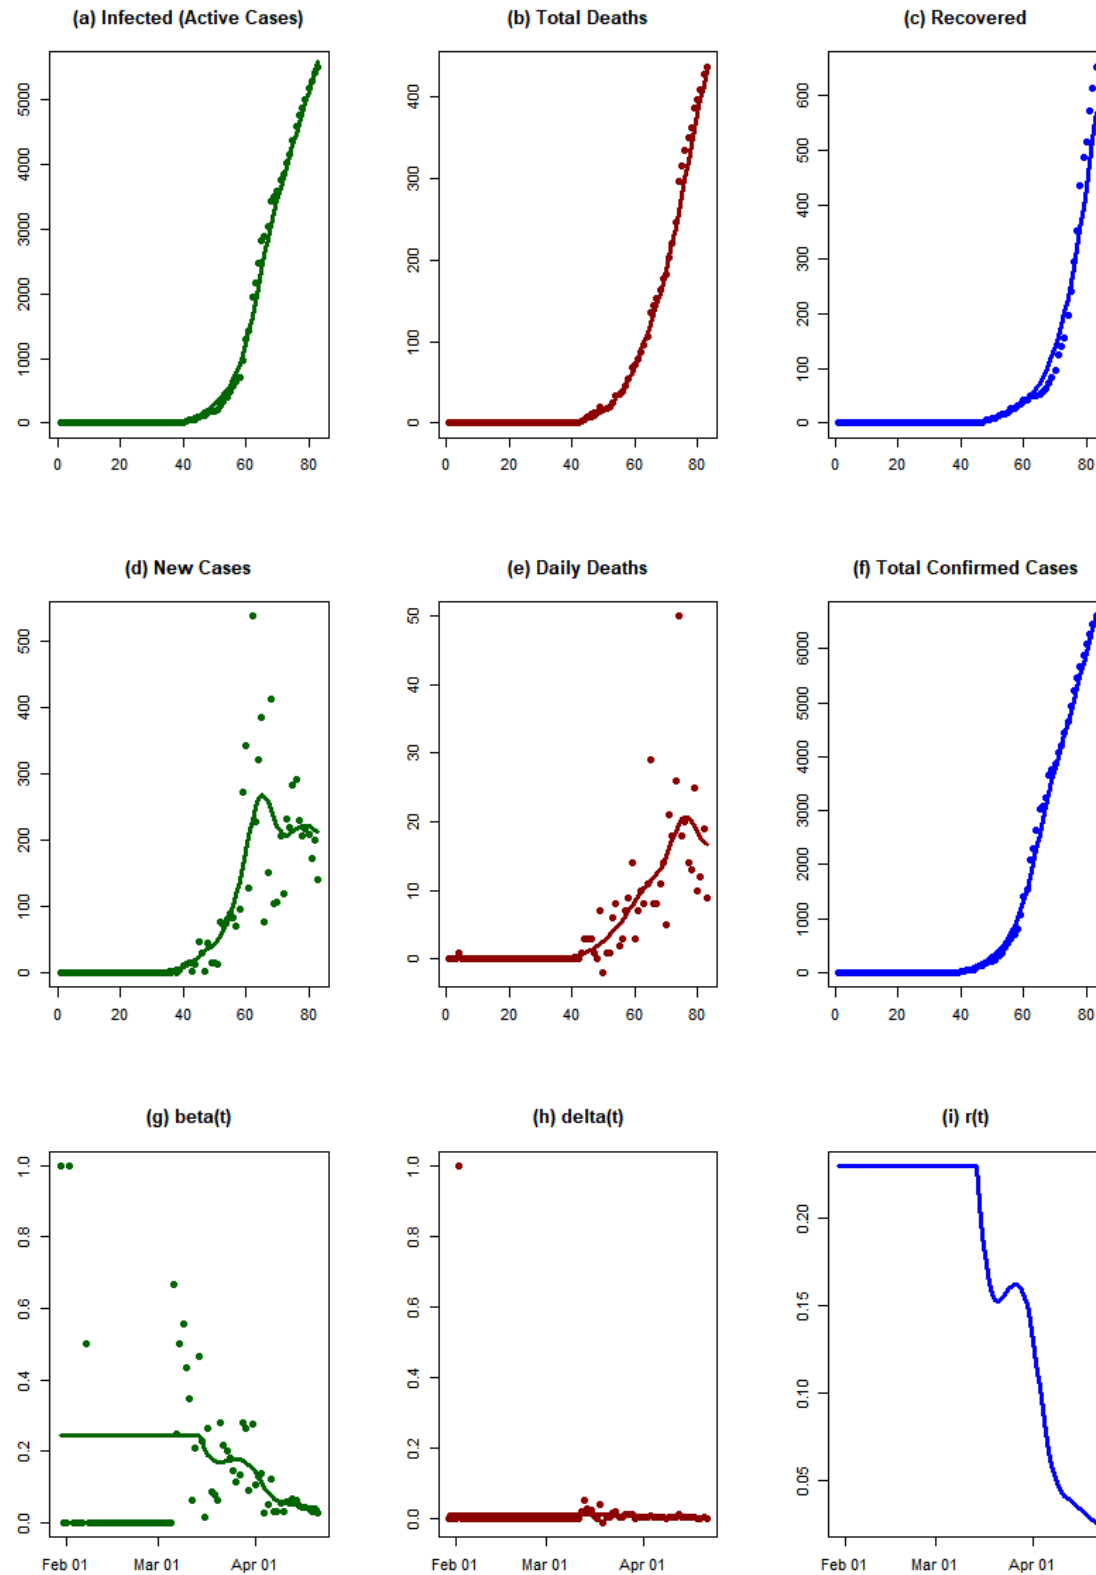 (a) Infected (Active Cases)
(b) Total Deaths
(c) Recovered
0 1000 2000 3000 4000 5000
0 100 200 300 400
0 100 200 300 400 500 600
0 20 40 60 80
0 20 40 60 80
0 20 40 60 80
(d) New Cases
(e) Daily Deaths
(f) Total Confirmed Cases
0 100 200 300 400 500
0 10 20 30 40 50
0 1000 2000 3000 4000 5000 6000
0 20 40 60 80
0 20 40 60 80
0 20 40 60 80
(g) beta(t)
(h) delta(t)
(i) r(t)
0.0 0.2 0.4 0.6 0.8 1.0
0.0 0.2 0.4 0.6 0.8 1.0
0.05 0.10 0.15 0.20
Feb 01 Mar 01 Apr 01
Feb 01 Mar 01 Apr 01
Feb 01 Mar 01 Apr 01